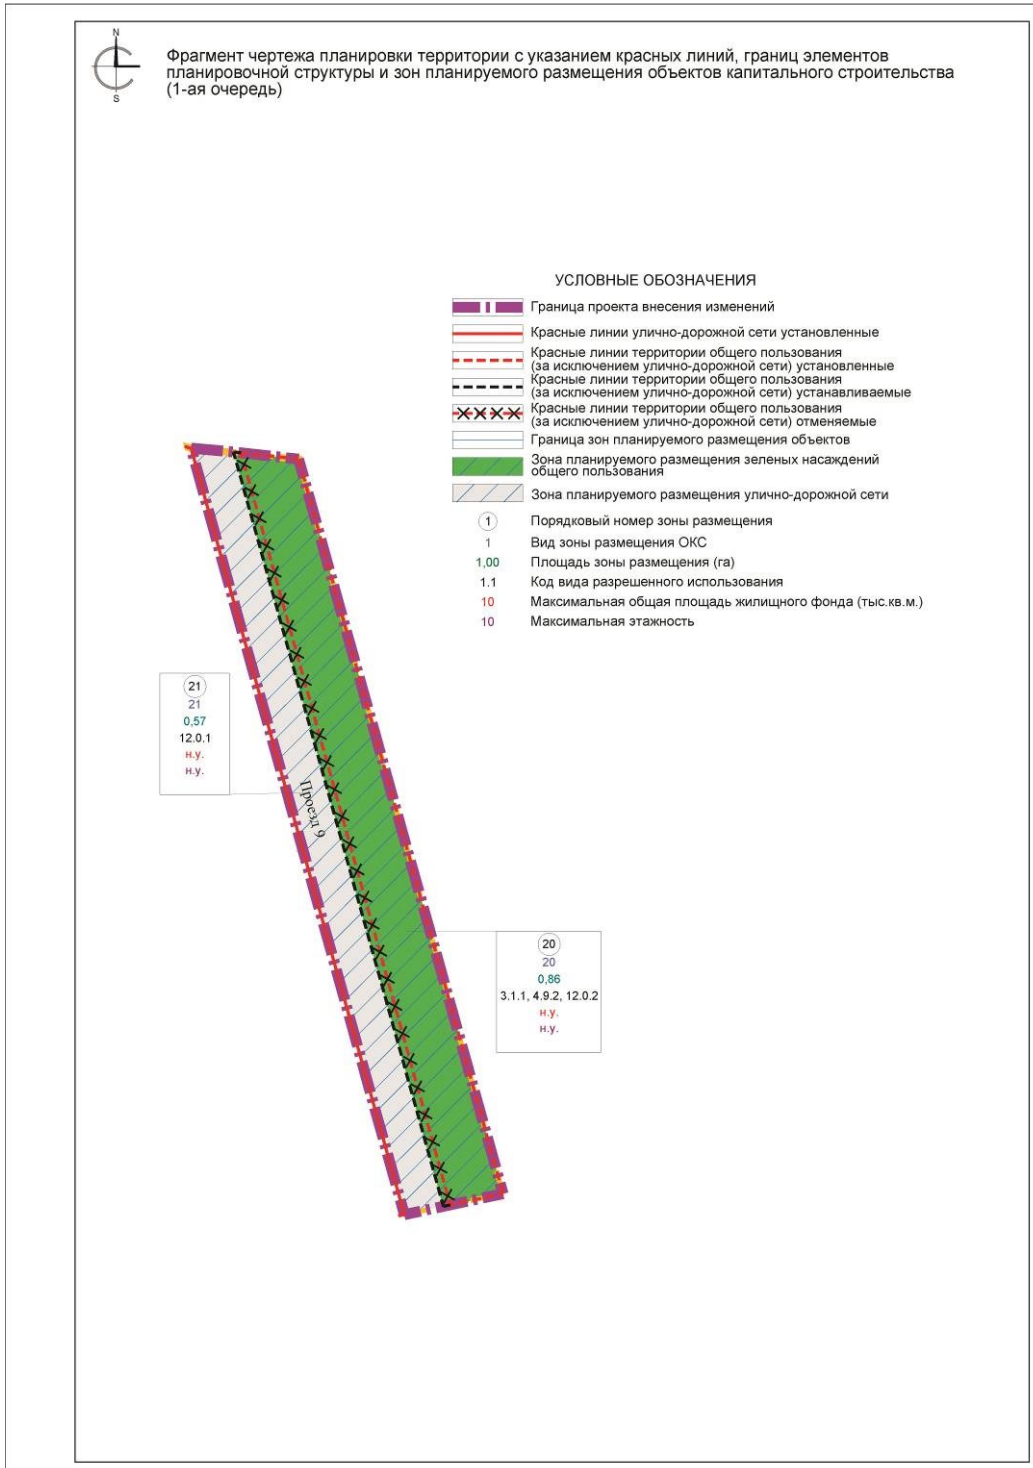 N
S
Фрагмент чертежа планировки территории с указанием красных линий, границ элементов
планировочной структуры и зон планируемого размещения объектов капитального строительства
(1-ая очередь)
УСЛОВНЫЕ ОБОЗНАЧЕНИЯ
Граница проекта внесения изменений
Красные линии улично-дорожной сети установленные
Красные линии территории общего пользования
(за исключением улично-дорожной сети) установленные
Красные линии территории общего пользования
(за исключением улично-дорожной сети) устанавливаемые
Красные линии территории общего пользования
(за исключением улично-дорожной сети) отменяемые
Граница зон планируемого размещения объектов
Зона планируемого размещения зеленых насаждений
общего пользования
Зона планируемого размещения улично-дорожной сети
1 Порядковый номер зоны размещения
1 Вид зоны размещения ОКС
1,00 Площадь зоны размещения (га)
1.1 Код вида разрешенного использования
10 Максимальная общая площадь жилищного фонда (тыс.кв.м.)
10 Максимальная этажность
21
21
0,57
12.0.1
н.у.
н.у.
Проезд 9
20
20
0,86
3.1.1, 4.9.2, 12.0.2
н.у.
н.у.